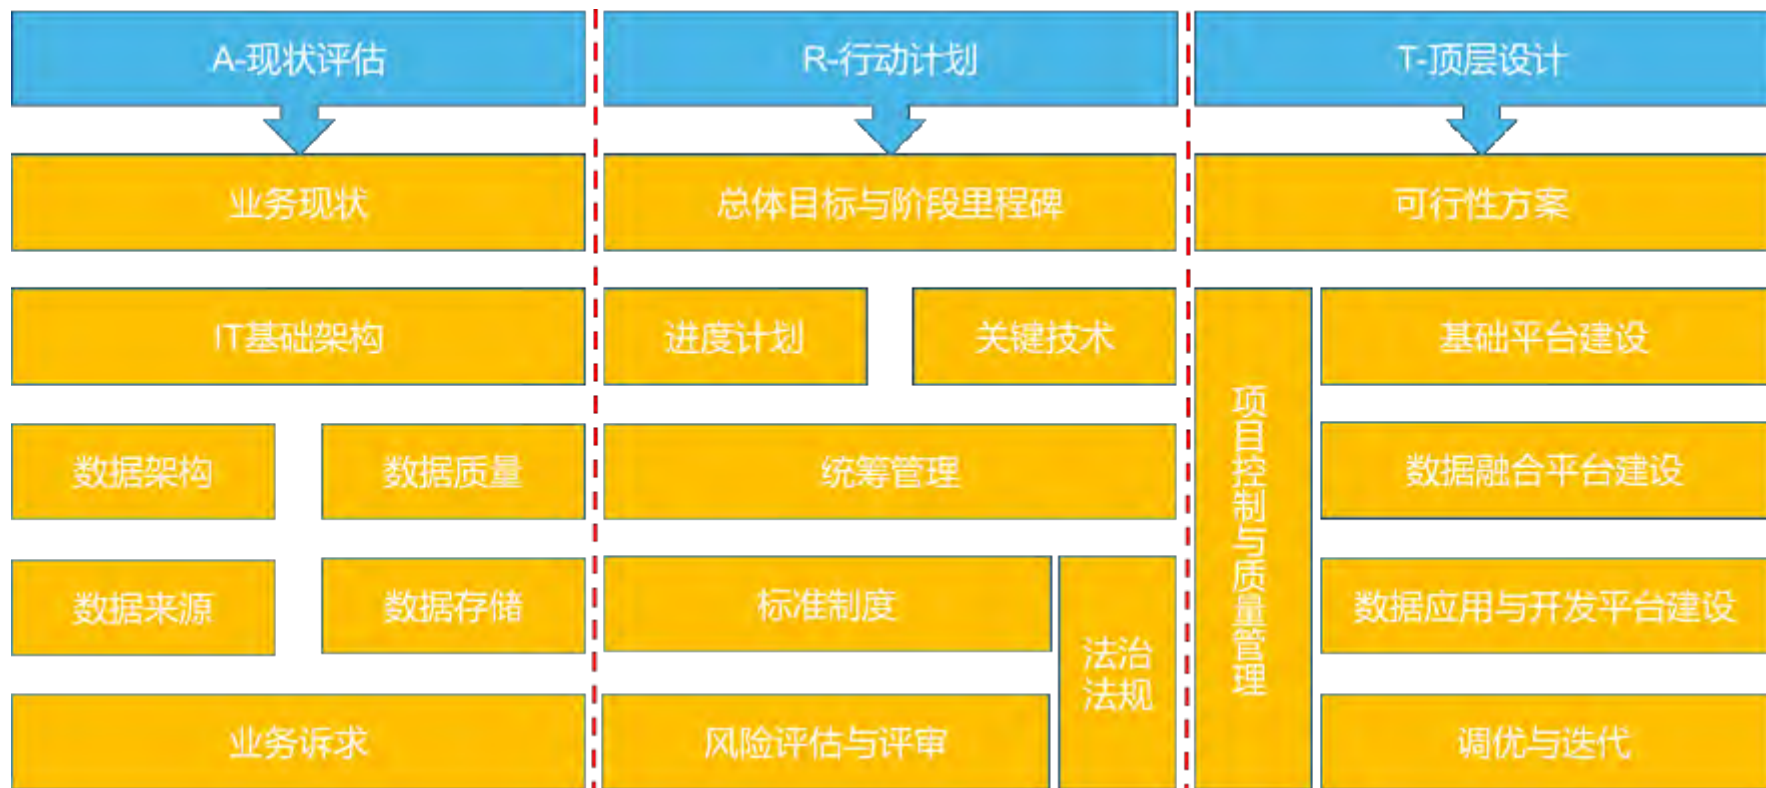 A-现状评估
业务现状
IT基础架构
数据架构
数据质量
数据来源
数据存储
业务诉求
R-行动计划
总体目标与阶段里程碑
进度计划
关键技术
统筹管理
标准制度
法治
法规
风险评估与评审
T-顶层设计
可行性方案
项目控制与质量管理
基础平台建设
数据融合平台建设
数据应用与开发平台建设
调优与迭代